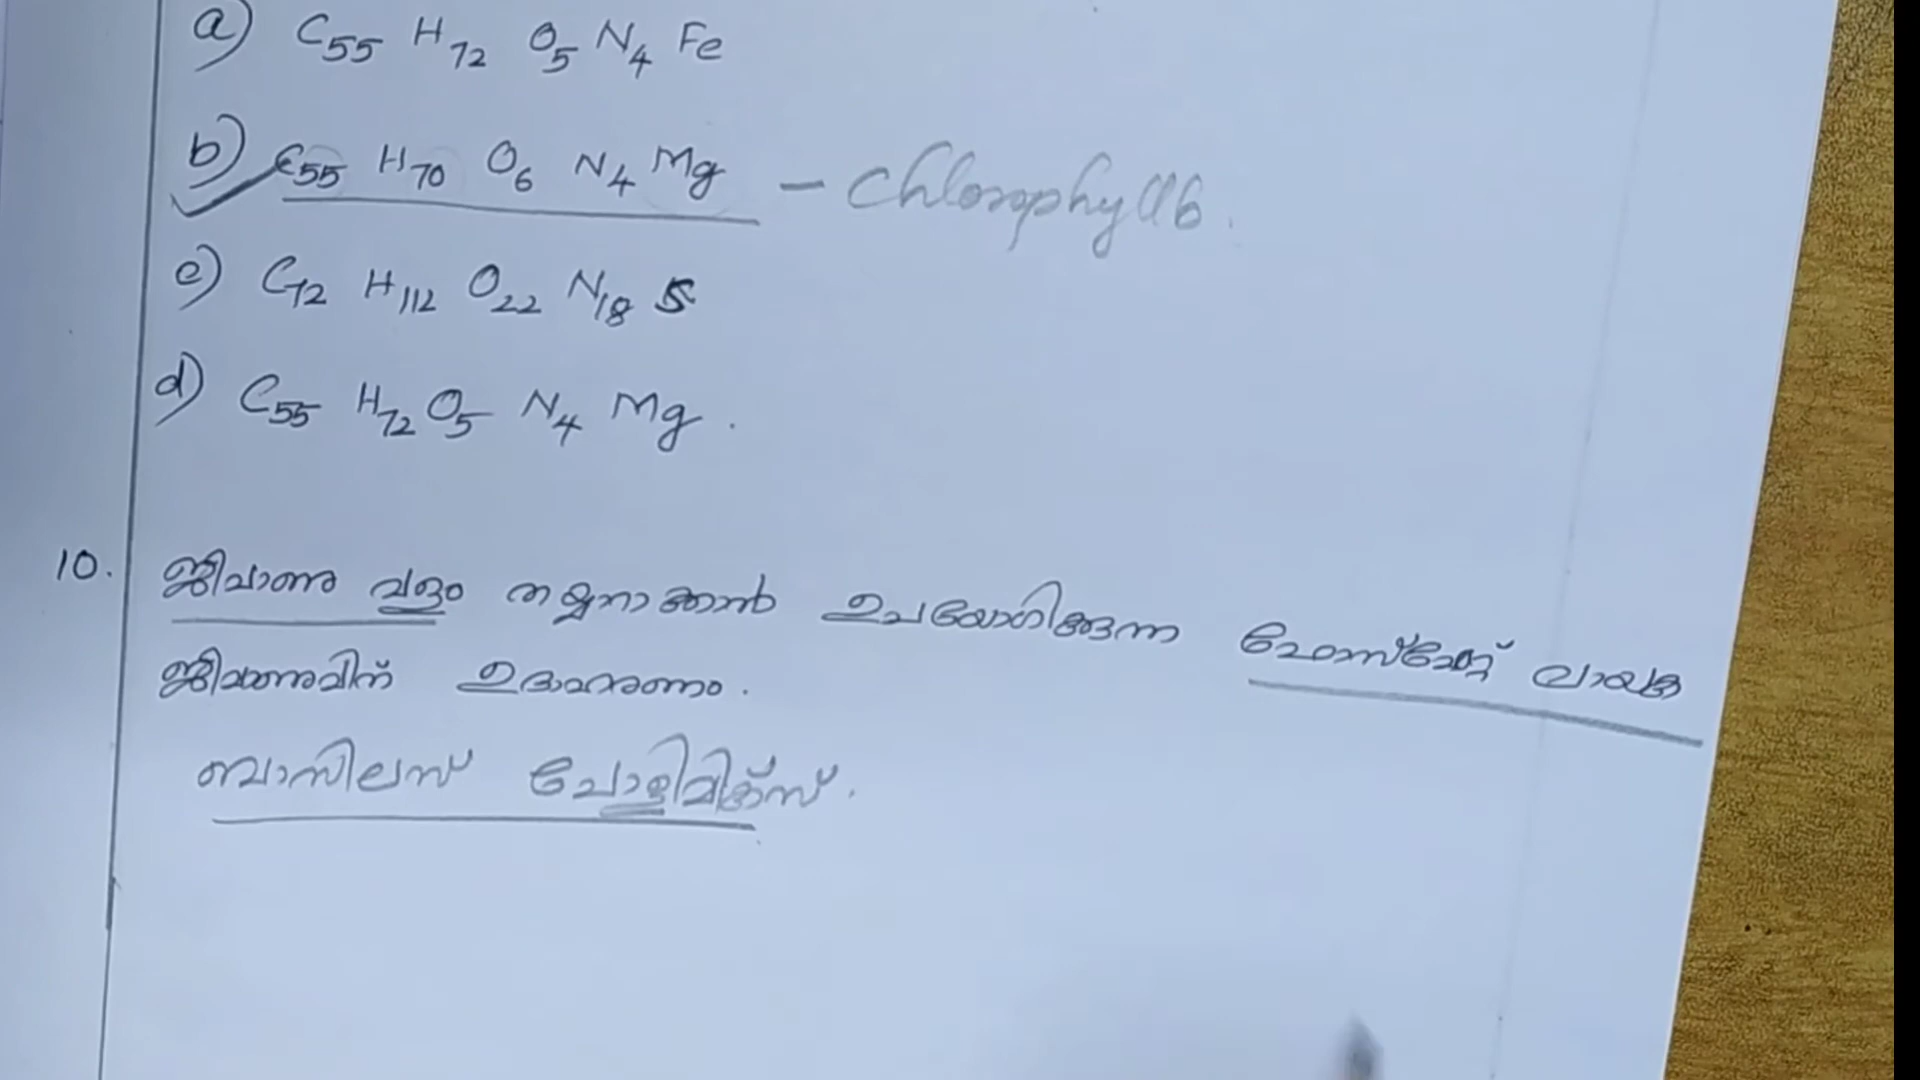 a) C55 H72 O5 N4 Fe
b) C55 H70 O6 N4 Mg - Chlorophyll b.
c) C72 H112 O22 N18 S
d) C55 H72 O5 N4 Mg.
10. ജീവാണു വളം തയ്യാറാക്കാൻ ഉപയോഗിക്കുന്ന ഫോസ്ഫേറ്റ് ലായക
ജീവാണുവിന് ഉദാഹരണം.
ബാസിലസ് പോളിമിക്സ്.